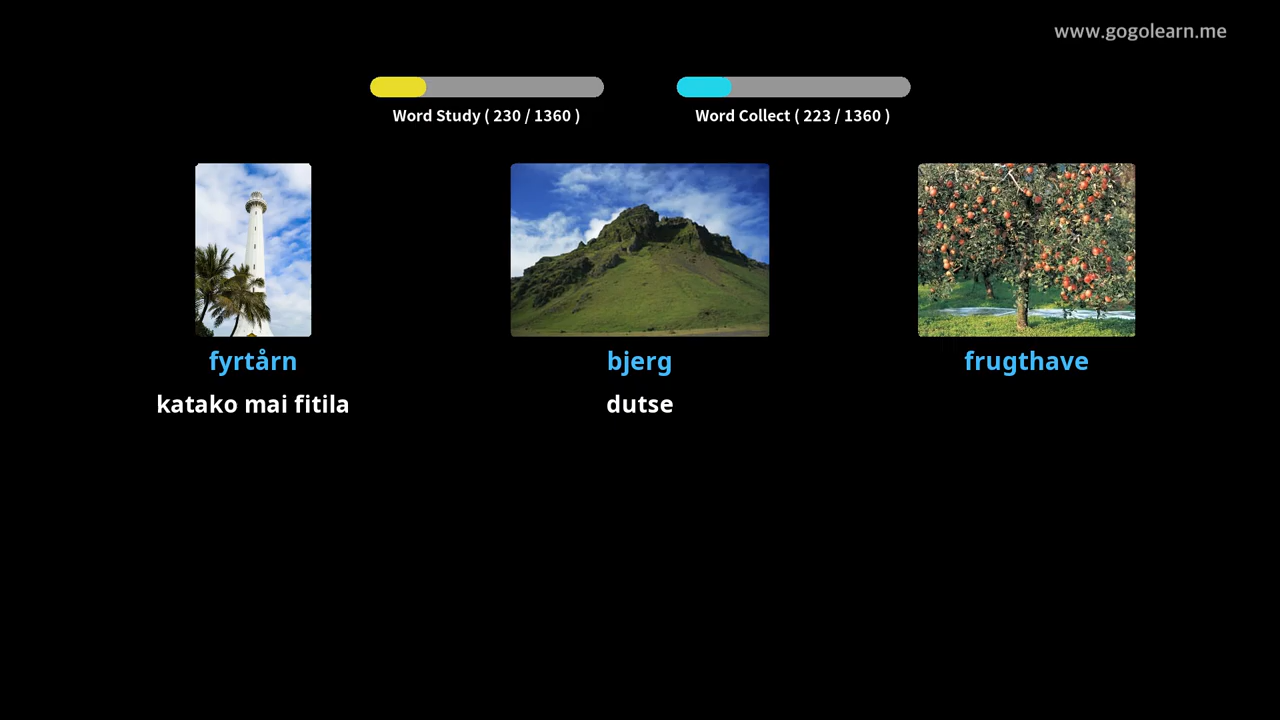 www.gogolearn.me
Word Study ( 230 / 1360 )
Word Collect ( 223 / 1360 )
fyrtårn
bjerg
frugthave
katako mai fitila
dutse